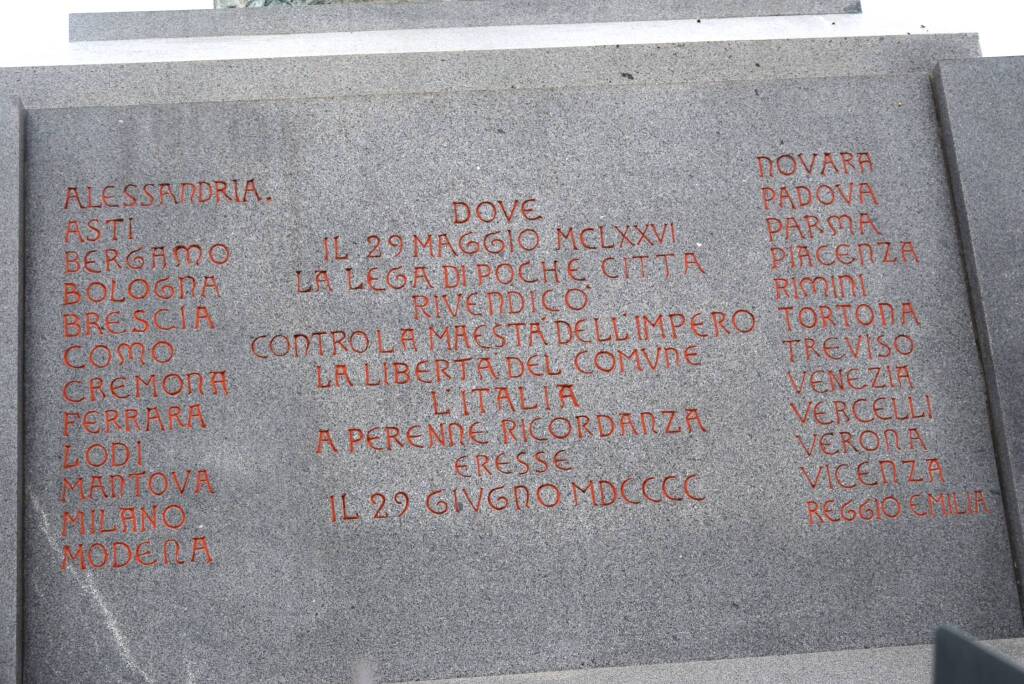 ALESSANDRIA.
ASTI
BERGAMO
BOLOGNA
BRESCIA
COMO
CREMONA
FERRARA
LODI
MANTOVA
MILANO
MODENA
DOVE
IL 29 MAGGIO MCLXXVI
LA LEGA DI POCHE CITTA
RIVENDICO'
CONTRO LA MAESTA' DELL'IMPERO
LA LIBERTA' DEL COMVNE
L'ITALIA
A PERENNE RICORDANZA
ERESSE
IL 29 GIVGNO MDCCCC
NOVARA
PADOVA
PARMA
PIACENZA
RIMINI
TORTONA
TREVISO
VENEZIA
VERCELLI
VERONA
VICENZA
REGGIO EMILIA